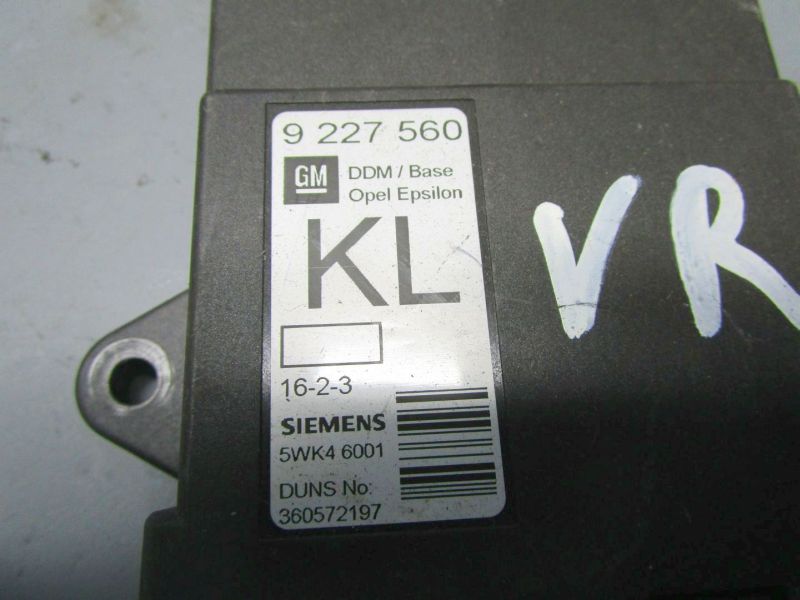 9 227 560
GM DDM / Base
Opel Epsilon
KL
VR
16-2-3
SIEMENS
5WK4 6001
DUNS No:
360572197